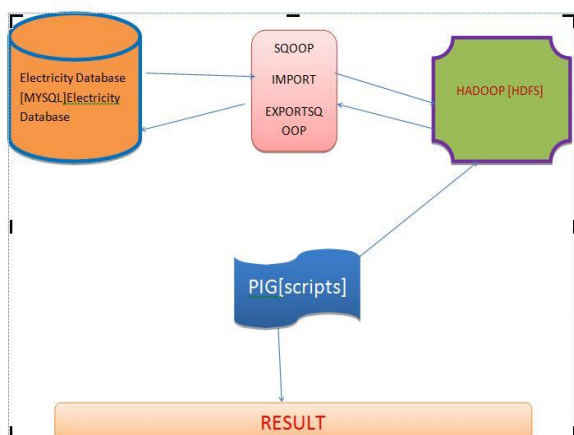 Electricity Database
[MYSQL]Electricity
Database
SQOOP
IMPORT
EXPORTSQ
OOP
HADOOP [HDFS]
PIG[scripts]
RESULT